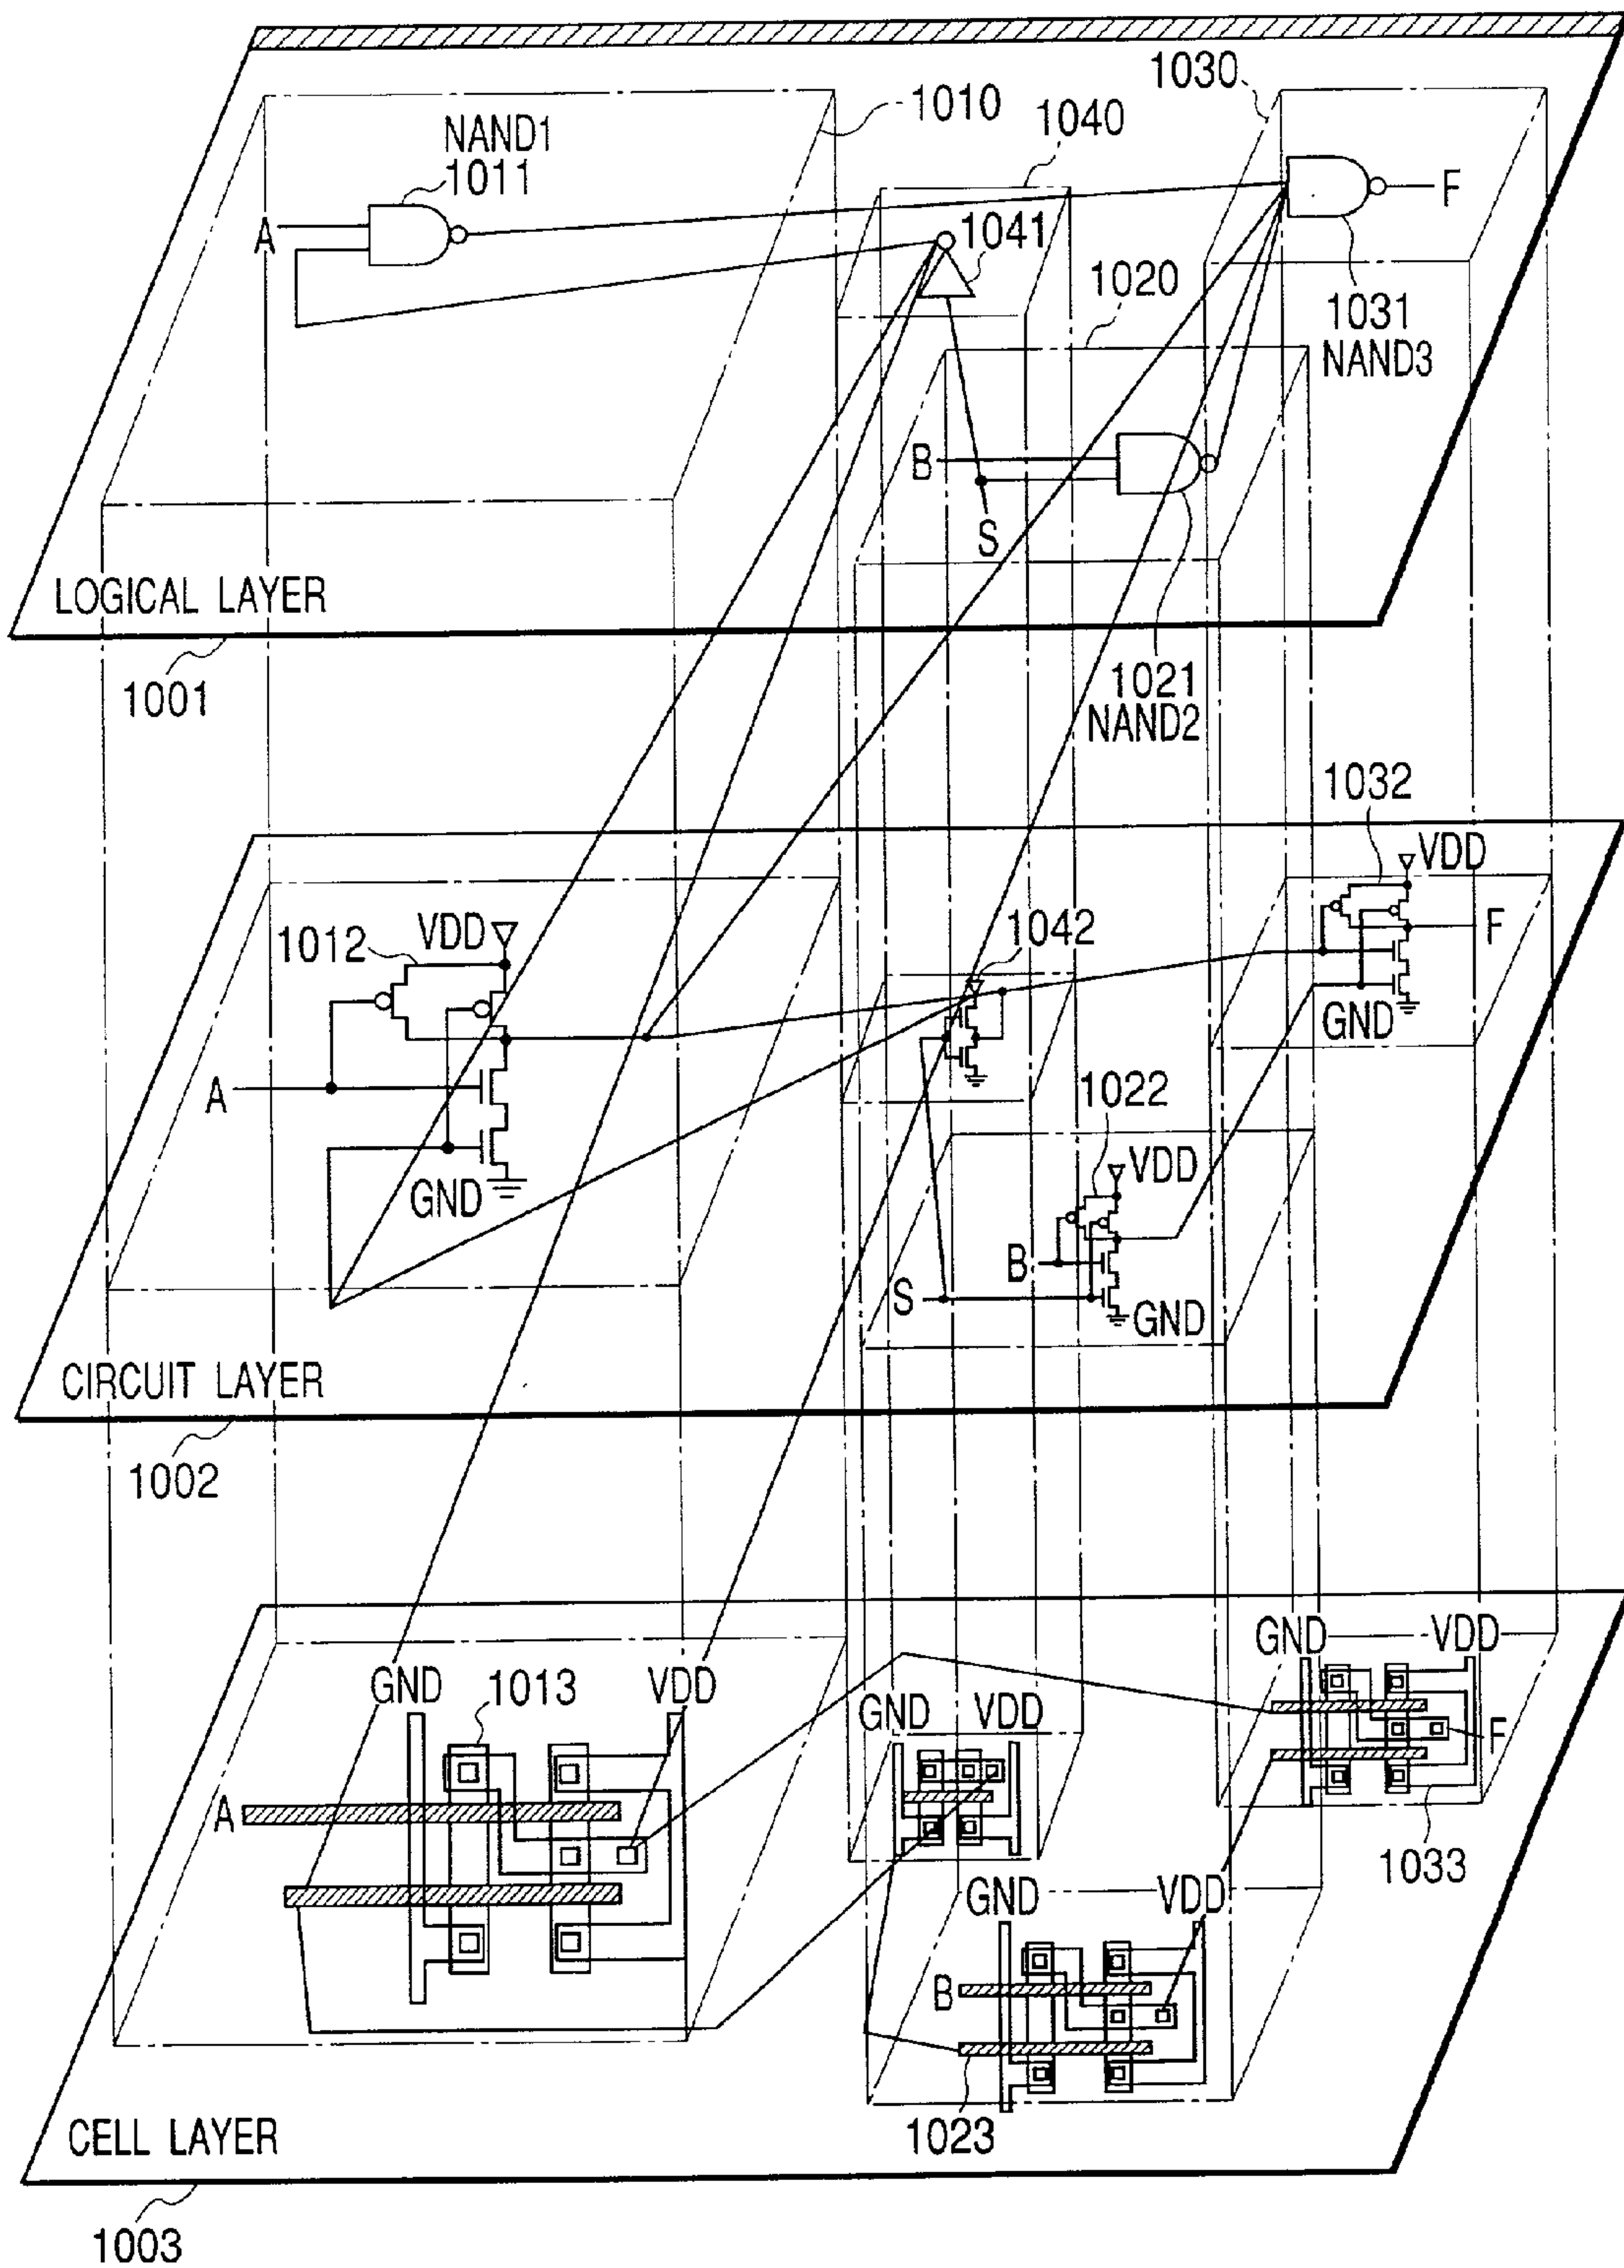 1030
1010
1040
NAND1
1011
A
F
1041
1020
1031
NAND3
B
S
LOGICAL LAYER
1001
1021
NAND2
1032
VDD
1012
VDD
1042
F
GND
A
1022
GND
VDD
B
S
GND
CIRCUIT LAYER
1002
GND
VDD
GND
1013
VDD
GND
VDD
F
A
1033
GND
VDD
B
1023
CELL LAYER
1003